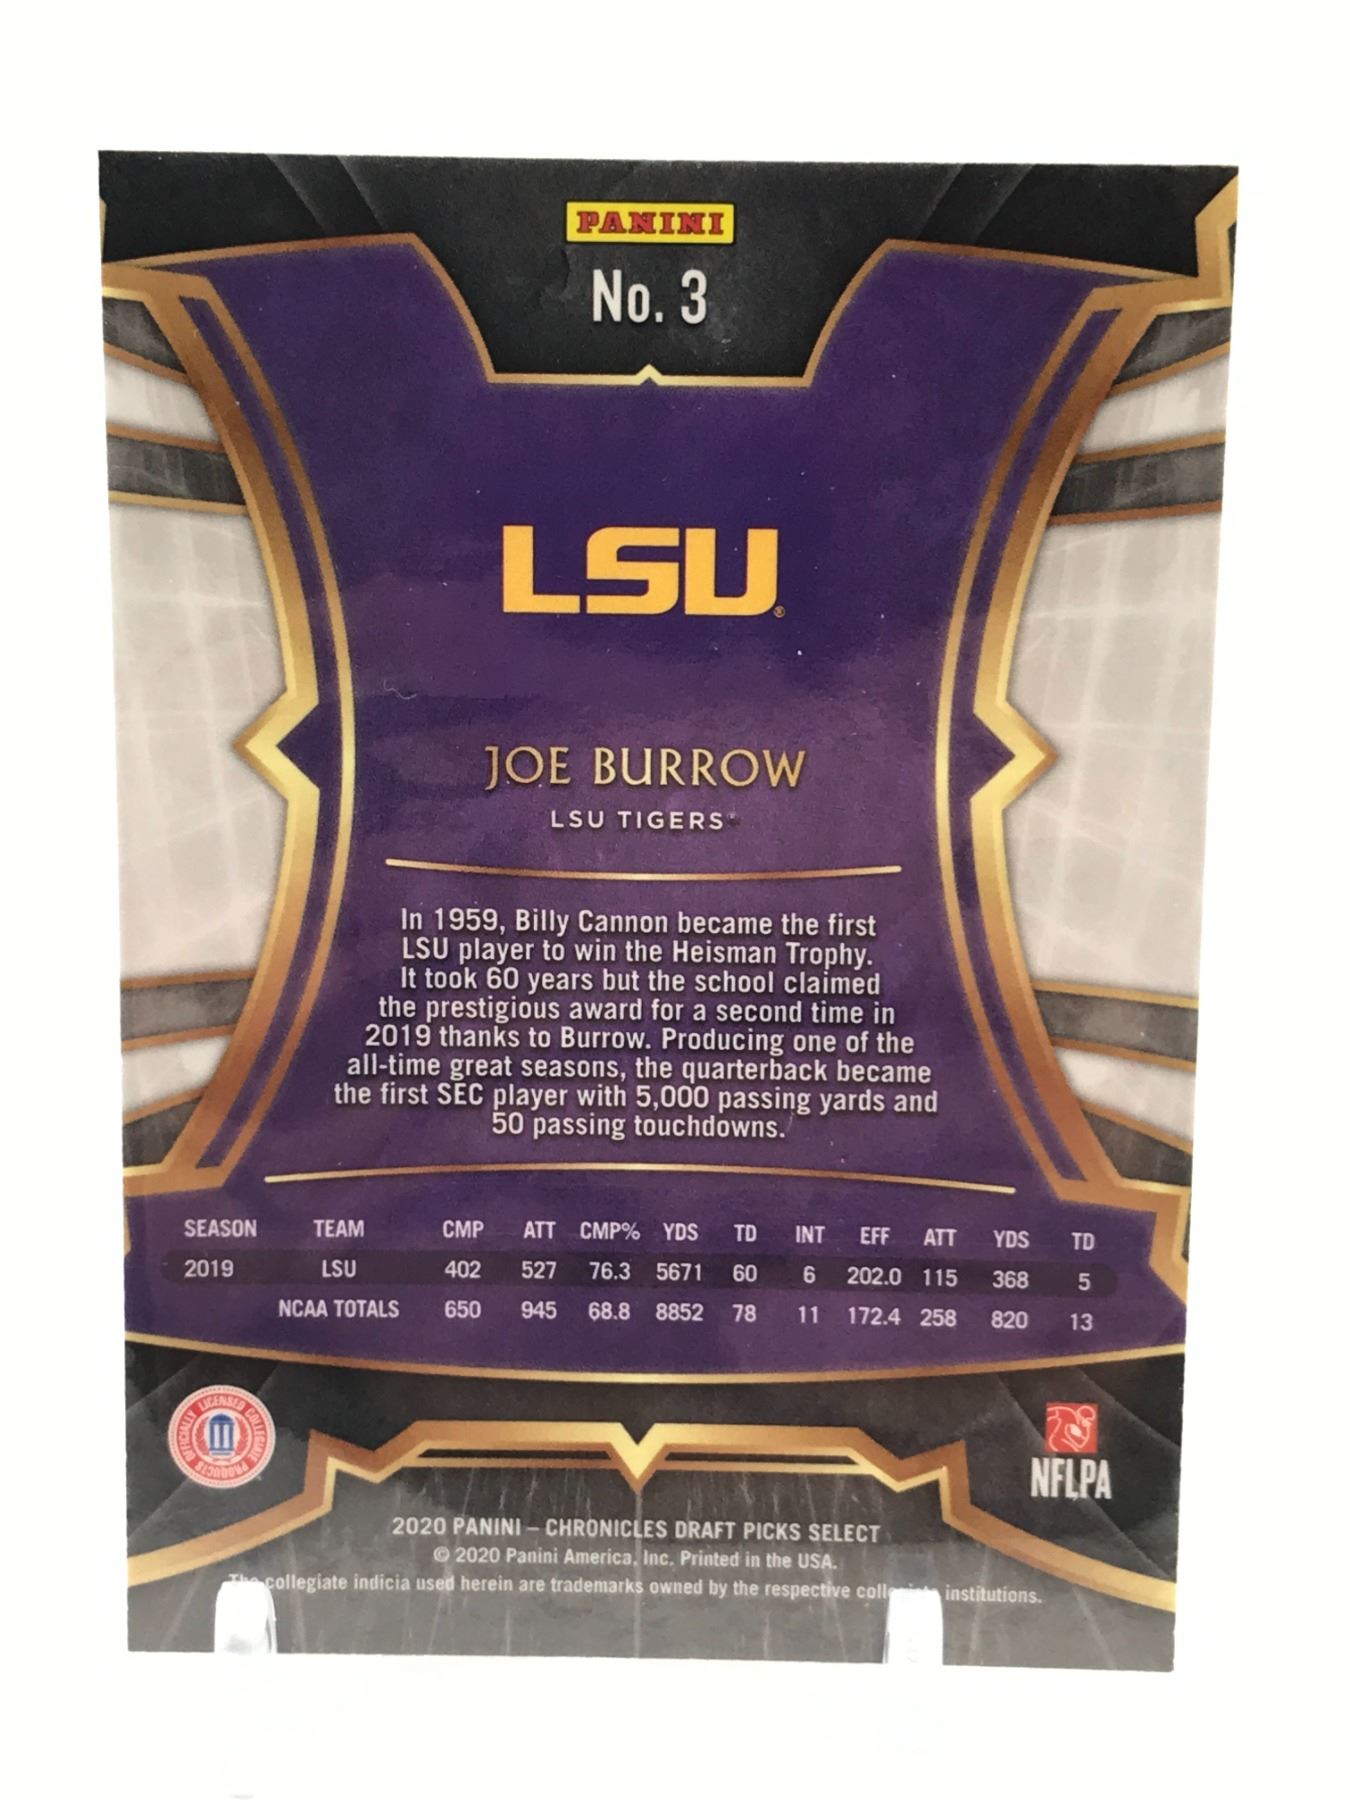 PANINI
No. 3
LSU®
JOE BURROW
LSU TIGERS®
In 1959, Billy Cannon became the first
LSU player to win the Heisman Trophy.
It took 60 years but the school claimed
the prestigious award for a second time in
2019 thanks to Burrow. Producing one of the
all-time great seasons, the quarterback became
the first SEC player with 5,000 passing yards and
50 passing touchdowns.
SEASON TEAM CMP ATT CMP% YDS TD INT EFF ATT YDS TD
2019 LSU 402 527 76.3 5671 60 6 202.0 115 368 5
NCAA TOTALS 650 945 68.8 8852 78 11 172.4 258 820 13
OFFICIALLY LICENSED COLLEGIATE PRODUCTS
NFLPA
2020 PANINI – CHRONICLES DRAFT PICKS SELECT
© 2020 Panini America, Inc. Printed in the USA.
The collegiate indicia used herein are trademarks owned by the respective collegiate institutions.